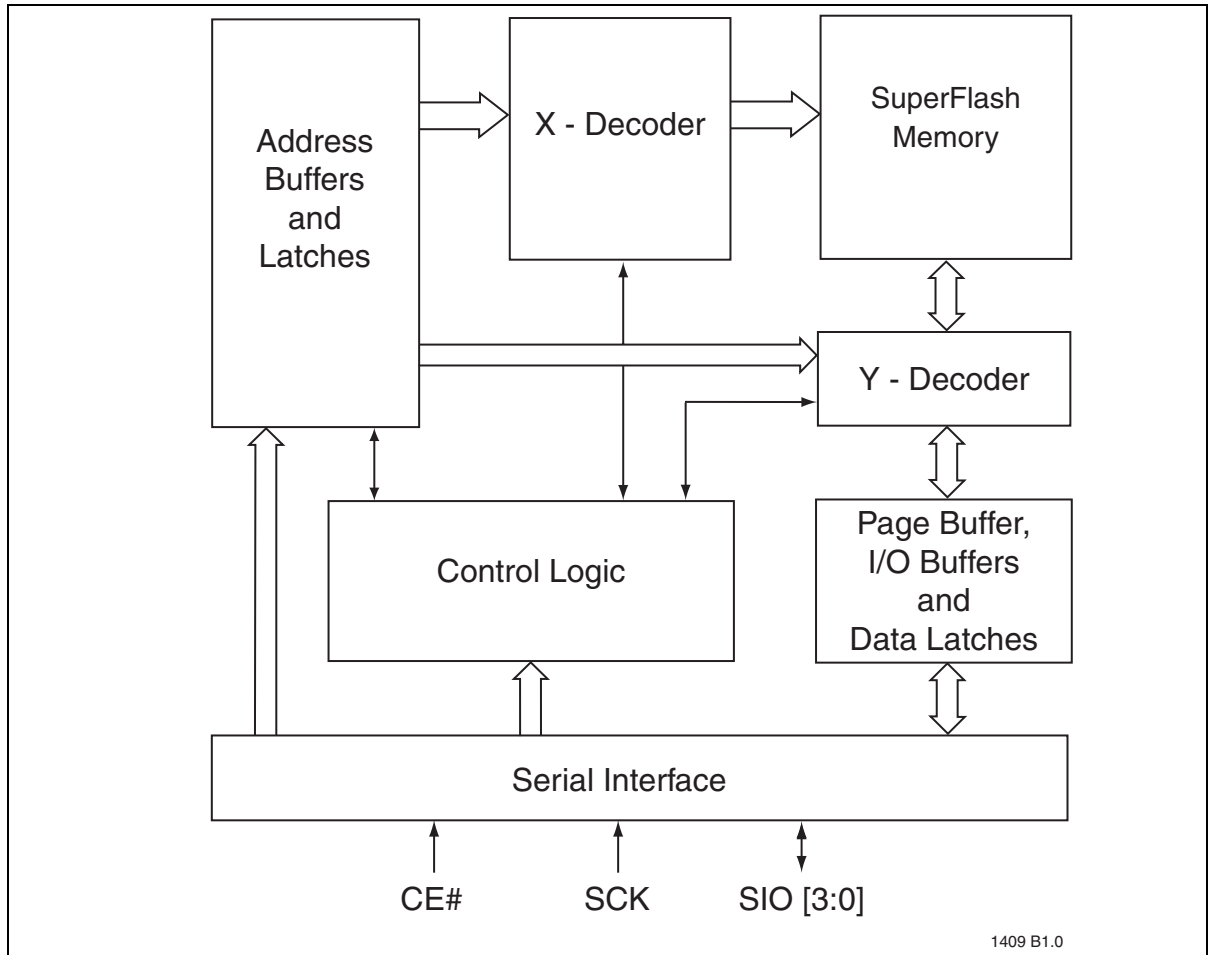 Address
Buffers
and
Latches
X - Decoder
SuperFlash
Memory
Y - Decoder
Control Logic
Page Buffer,
I/O Buffers
and
Data Latches
Serial Interface
CE#
SCK
SIO [3:0]
1409 B1.0